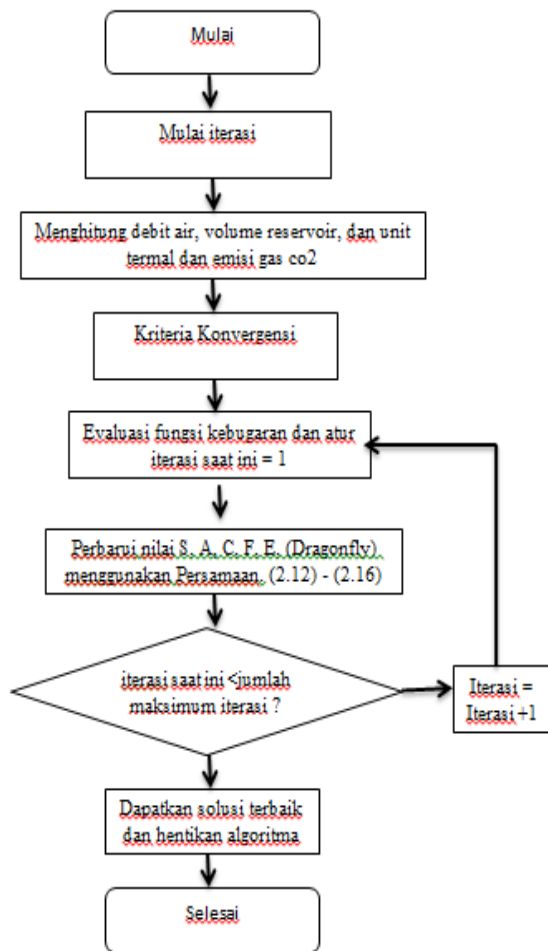 Mulai
Mulai iterasi
Menghitung debit air, volume reservoir, dan unit
termal dan emisi gas co2
Kriteria Konvergensi
Evaluasi fungsi kebugaran dan atur
iterasi saat ini = 1
Perbarui nilai S, A, C, F, E, (Dragonfly)
menggunakan Persamaan, (2.12) - (2.16)
iterasi saat ini <jumlah
maksimum iterasi ?
Iterasi =
Iterasi +1
Dapatkan solusi terbaik
dan hentikan algoritma
Selesai